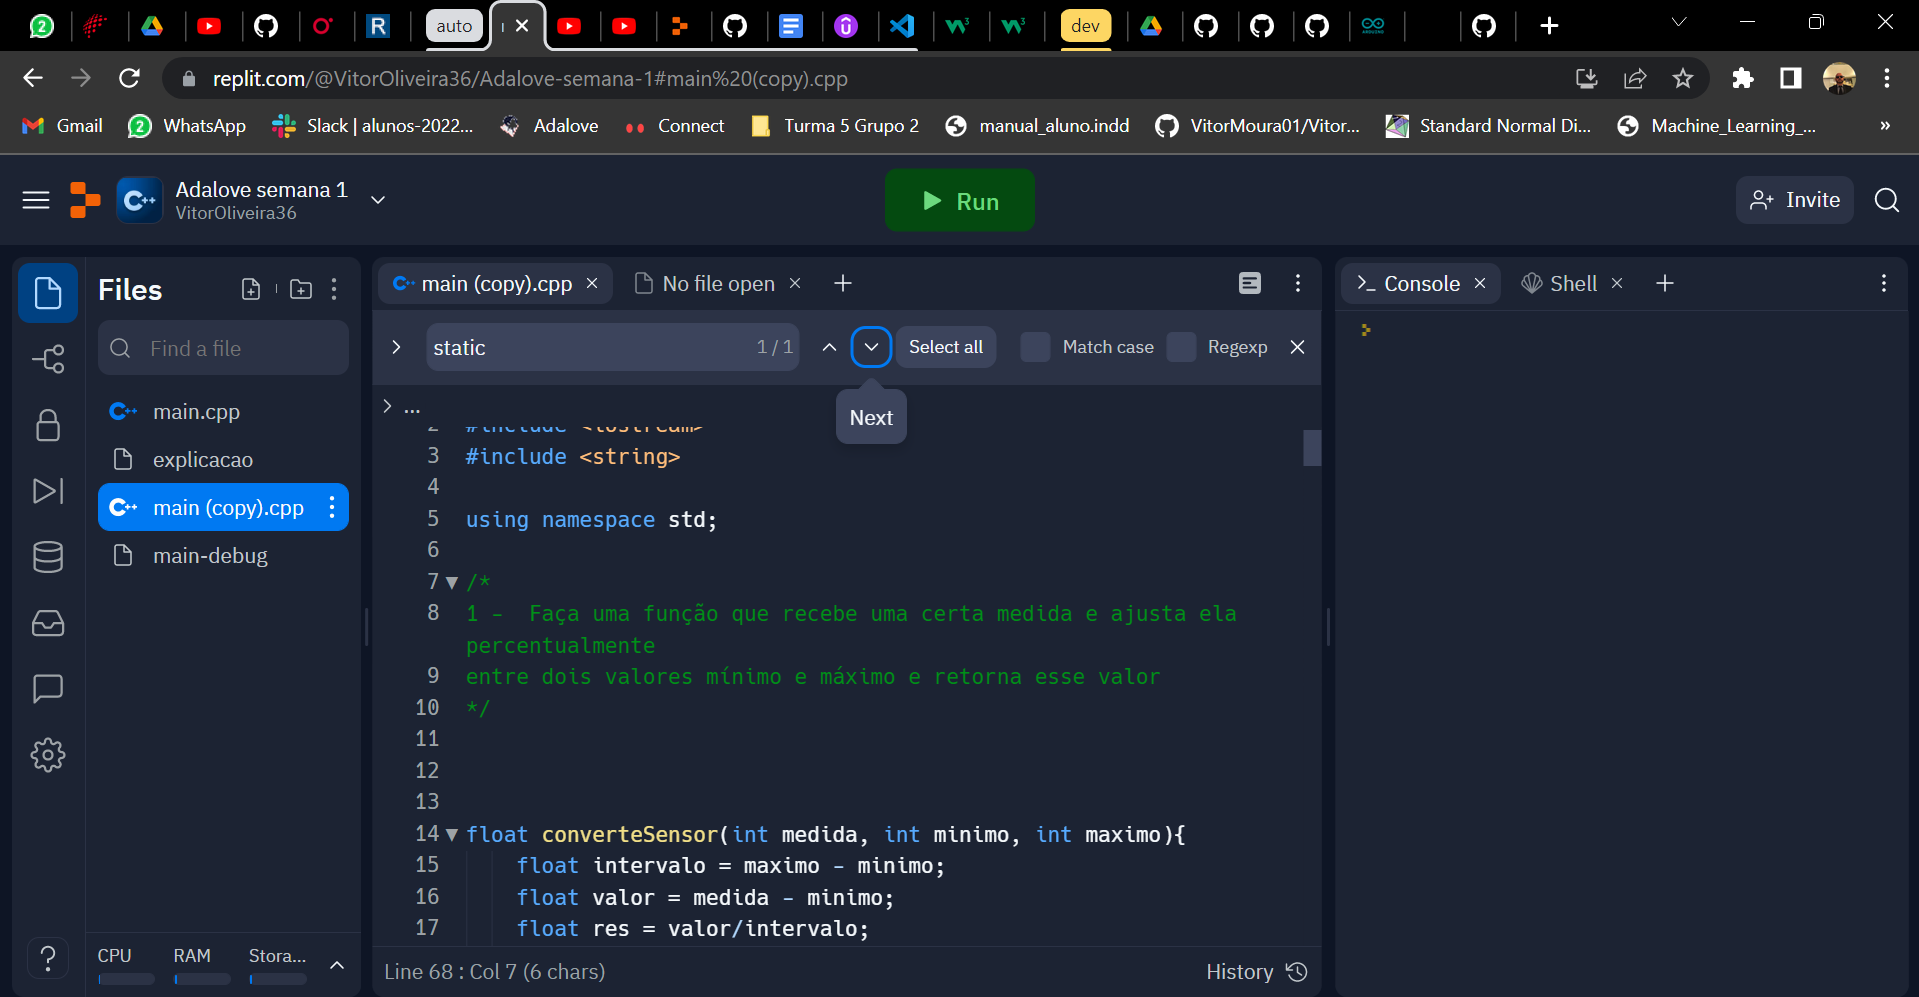 auto
dev
replit.com/@VitorOliveira36/Adalove-semana-1#main%20(copy).cpp
Gmail
2 WhatsApp
Slack | alunos-2022...
Adalove
Connect
Turma 5 Grupo 2
manual_aluno.indd
VitorMoura01/Vitor...
Standard Normal Di...
Machine_Learning_...
»
Adalove semana 1
VitorOliveira36
Run
Invite
Files
Find a file
main.cpp
explicacao
main (copy).cpp
main-debug
CPU
RAM
Stora...
main (copy).cpp
No file open
static
1/1
Select all
Match case
Regexp
Next
...
2 #include <iostream>
3 #include <string>
4
5 using namespace std;
6
7 /*
8 1 -  Faça uma função que recebe uma certa medida e ajusta ela
percentualmente
9 entre dois valores mínimo e máximo e retorna esse valor
10 */
11
12
13
14 float converteSensor(int medida, int minimo, int maximo){
15 float intervalo = maximo - minimo;
16 float valor = medida - minimo;
17 float res = valor/intervalo;
Line 68 : Col 7 (6 chars)
History
Console
Shell